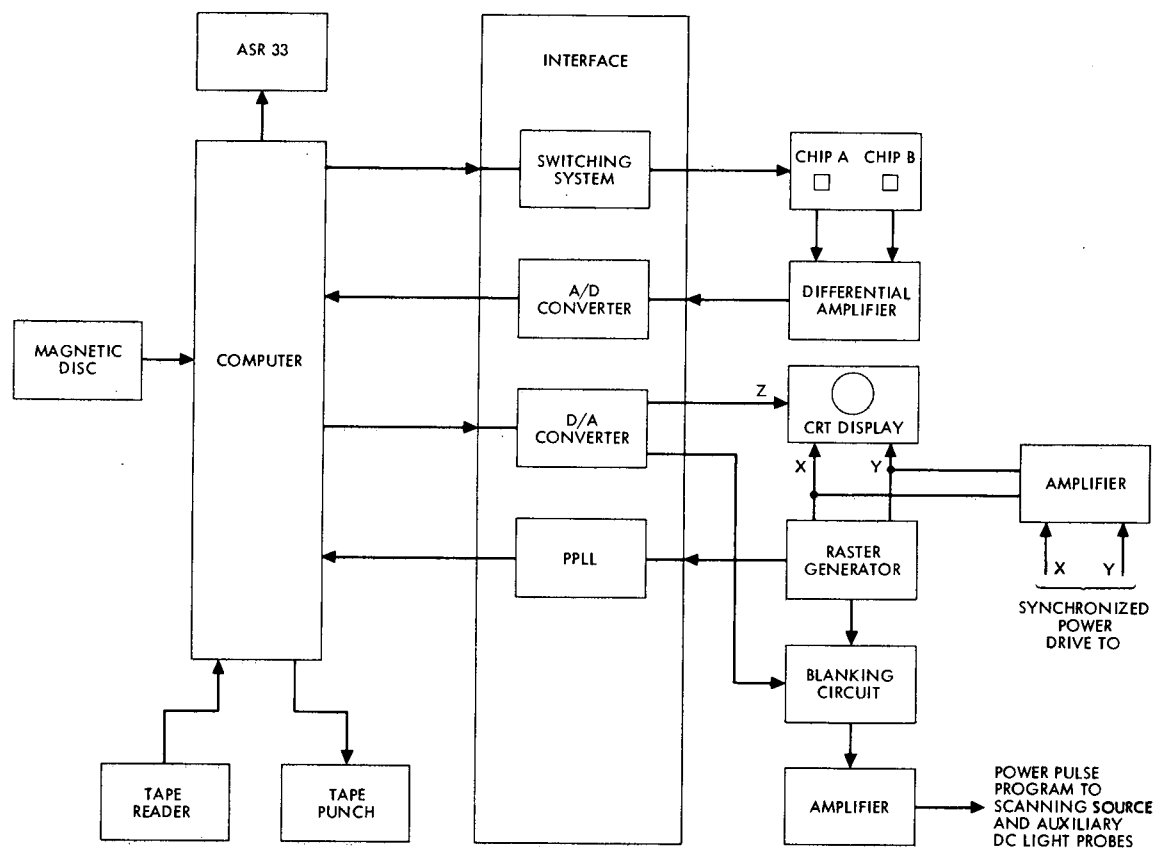 ASR 33
INTERFACE
SWITCHING
SYSTEM
CHIP A
CHIP B
A/D
CONVERTER
DIFFERENTIAL
AMPLIFIER
MAGNETIC
DISC
COMPUTER
D/A
CONVERTER
Z
CRT DISPLAY
X
Y
AMPLIFIER
PPLL
RASTER
GENERATOR
X
Y
SYNCHRONIZED
POWER
DRIVE TO
BLANKING
CIRCUIT
TAPE
READER
TAPE
PUNCH
AMPLIFIER
POWER PULSE
PROGRAM TO
SCANNING SOURCE
AND AUXILIARY
DC LIGHT PROBES